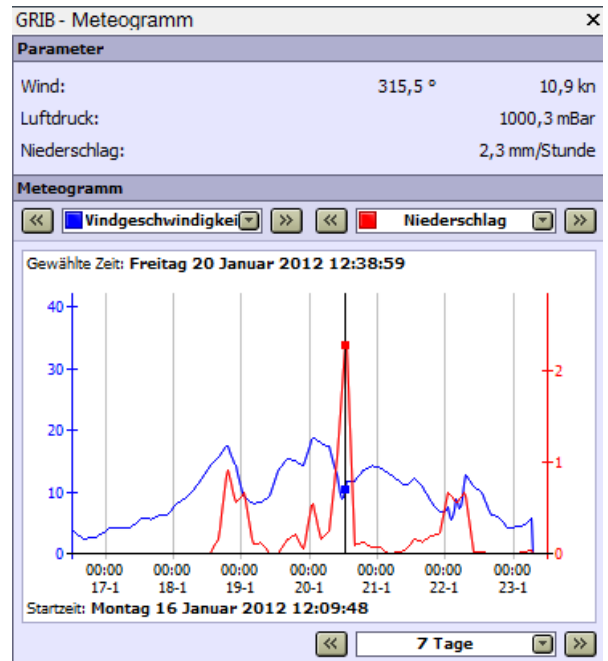 GRIB - Meteogramm ×
Parameter
Wind: 315,5 ° 10,9 kn
Luftdruck: 1000,3 mBar
Niederschlag: 2,3 mm/Stunde
Meteogramm
<< Vindgeschwindigkei >> << Niederschlag >>
Gewählte Zeit: Freitag 20 Januar 2012 12:38:59
40
30
2
20
1
10
0 0
00:00 00:00 00:00 00:00 00:00 00:00 00:00
17-1 18-1 19-1 20-1 21-1 22-1 23-1
Startzeit: Montag 16 Januar 2012 12:09:48
<< 7 Tage >>